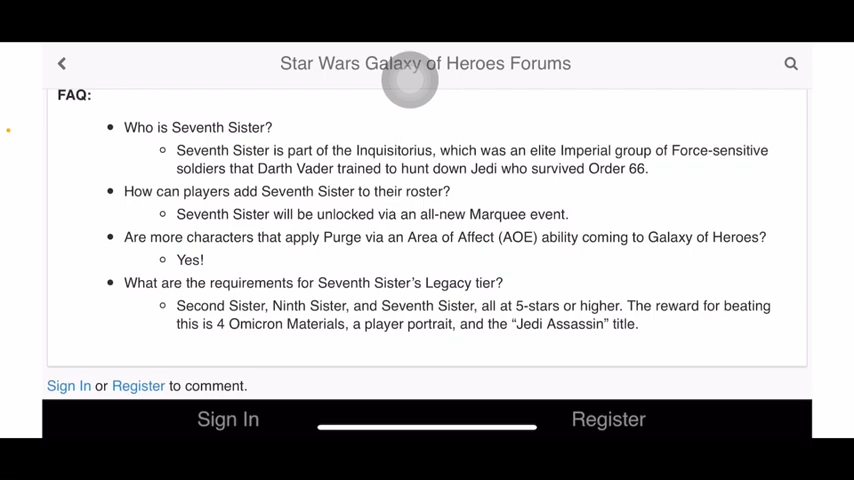 Star Wars Galaxy of Heroes Forums
FAQ:
Who is Seventh Sister?
Seventh Sister is part of the Inquisitorius, which was an elite Imperial group of Force-sensitive
soldiers that Darth Vader trained to hunt down Jedi who survived Order 66.
How can players add Seventh Sister to their roster?
Seventh Sister will be unlocked via an all-new Marquee event.
Are more characters that apply Purge via an Area of Affect (AOE) ability coming to Galaxy of Heroes?
Yes!
What are the requirements for Seventh Sister’s Legacy tier?
Second Sister, Ninth Sister, and Seventh Sister, all at 5-stars or higher. The reward for beating
this is 4 Omicron Materials, a player portrait, and the “Jedi Assassin” title.
Sign In or Register to comment.
Sign In Register